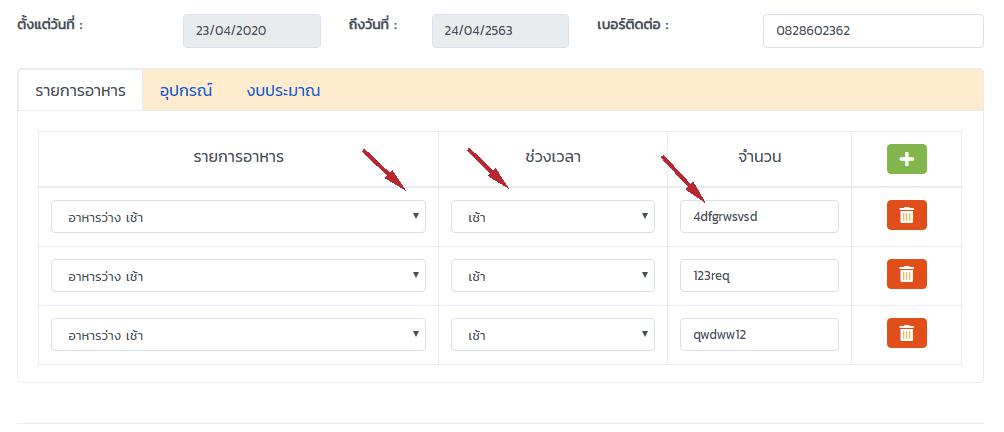 ตั้งแต่วันที่ : 23/04/2020 ถึงวันที่ : 24/04/2563 เบอร์ติดต่อ : 0828602362
รายการอาหาร อุปกรณ์ งบประมาณ
รายการอาหาร ช่วงเวลา จำนวน
อาหารว่าง เช้า เช้า 4dfgrwsvsd
อาหารว่าง เช้า เช้า 123req
อาหารว่าง เช้า เช้า qwdww12